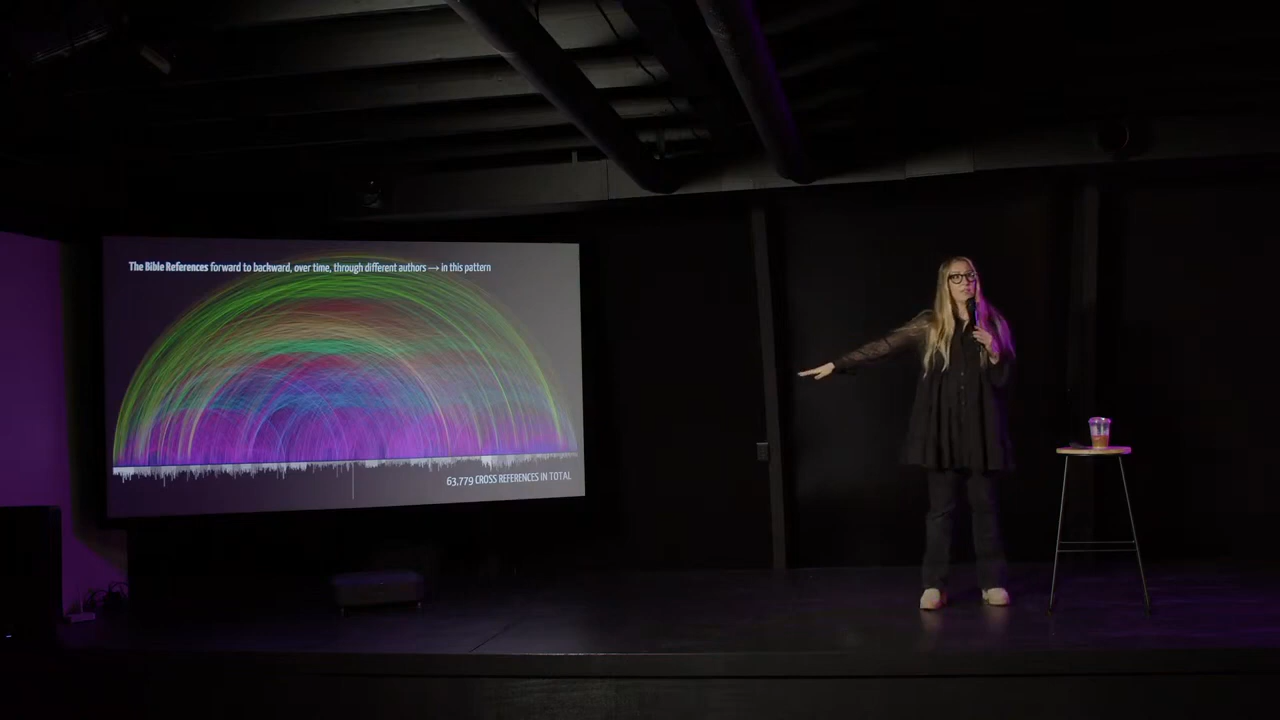 The Bible References forward to backward, over time, through different authors → in this pattern
63,779 CROSS REFERENCES IN TOTAL